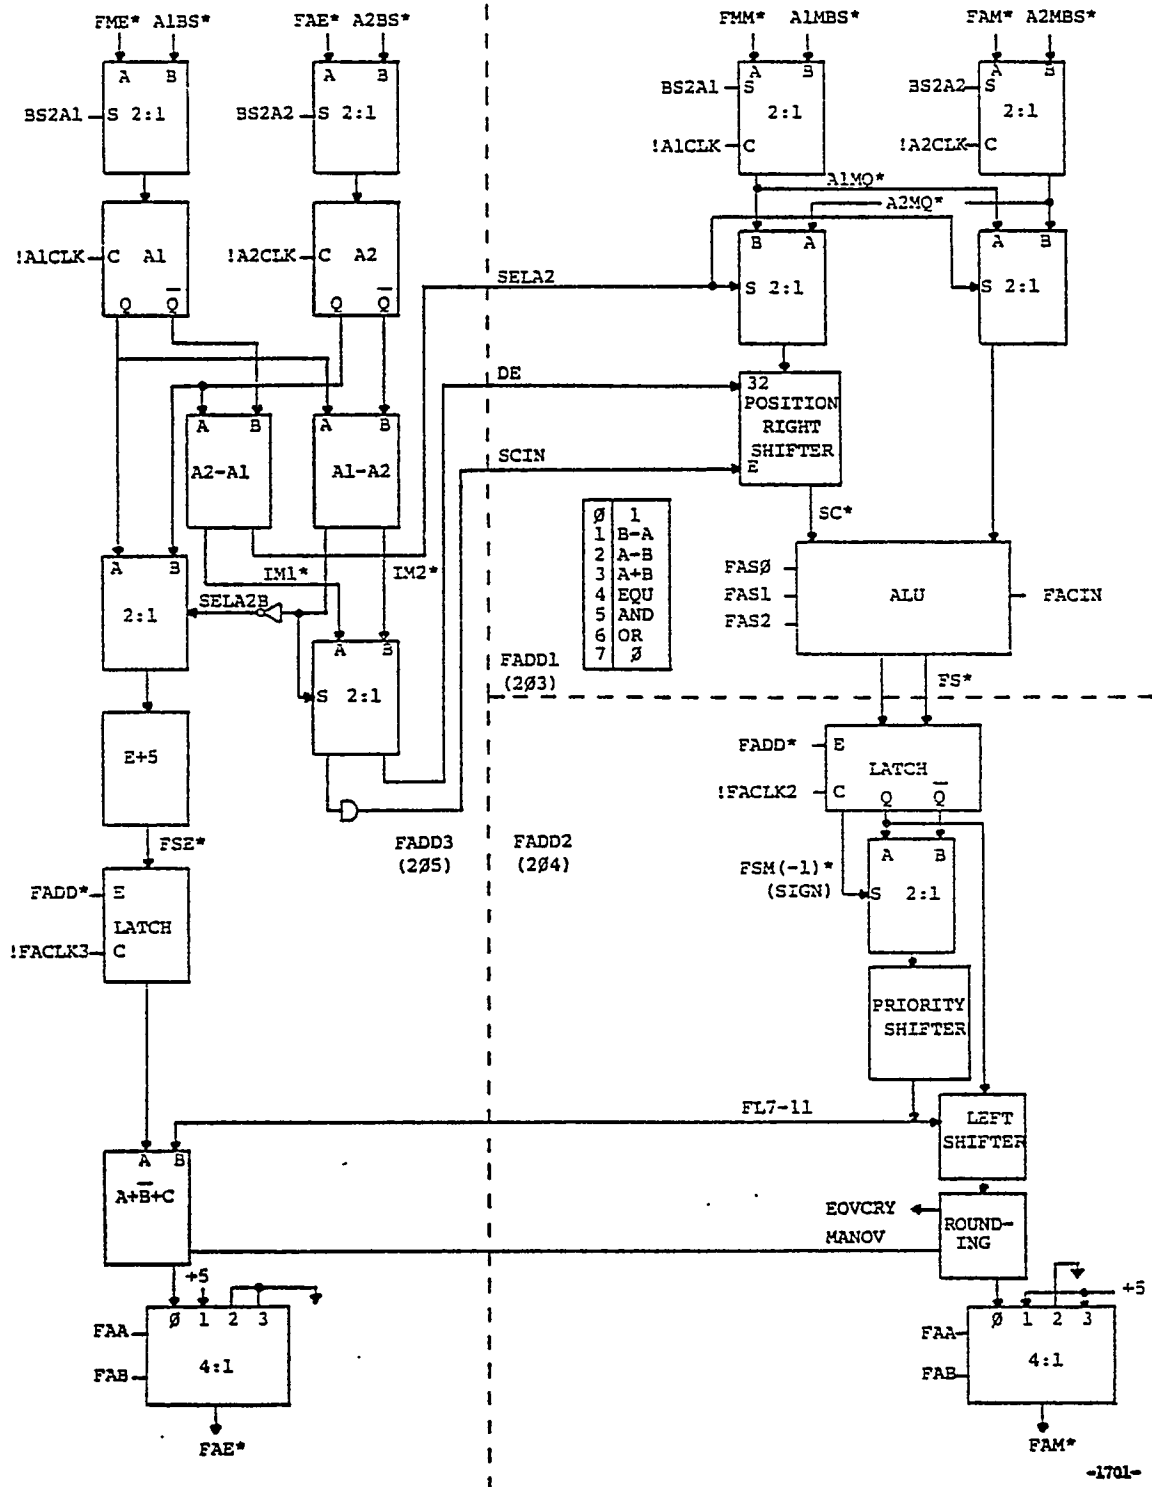 FME* A1BS*
FAE* A2BS*
FMM* A1MBS*
FAM* A2MBS*
A B
BS2A1
S 2:1
A B
BS2A2
S 2:1
A B
BS2A1
S
2:1
!A1CLK
C
A B
BS2A2
S
2:1
!A2CLK
C
!A1CLK
C A1
Q Q̅
!A2CLK
C A2
Q Q̅
A1MQ*
A2MQ*
B A
S 2:1
A B
S 2:1
SELA2
DE
SCIN
32
POSITION
RIGHT
SHIFTER
E
A B
A2-A1
A B
A1-A2
SC*
Ø 1
1 B-A
2 A-B
3 A+B
4 EQU
5 AND
6 OR
7 Ø
FASØ
FAS1
FAS2
ALU
FACIN
A B
2:1
IM1*
IM2*
SELA2B
A B
S 2:1
FADD1
(2Ø3)
FS*
E+5
FSE*
FADD3
(2Ø5)
FADD2
(2Ø4)
FADD*
E
LATCH
!FACLK2
C
Q Q̅
FSM(-1)*
(SIGN)
A B
S 2:1
FADD*
E
LATCH
!FACLK3
C
PRIORITY
SHIFTER
FL7-11
LEFT
SHIFTER
A B
A+B̅+C
EOVCRY
MANOV
ROUND-
ING
+5
Ø 1 2 3
FAA
FAB
4:1
FAE*
+5
Ø 1 2 3
FAA
FAB
4:1
FAM*
-1701-